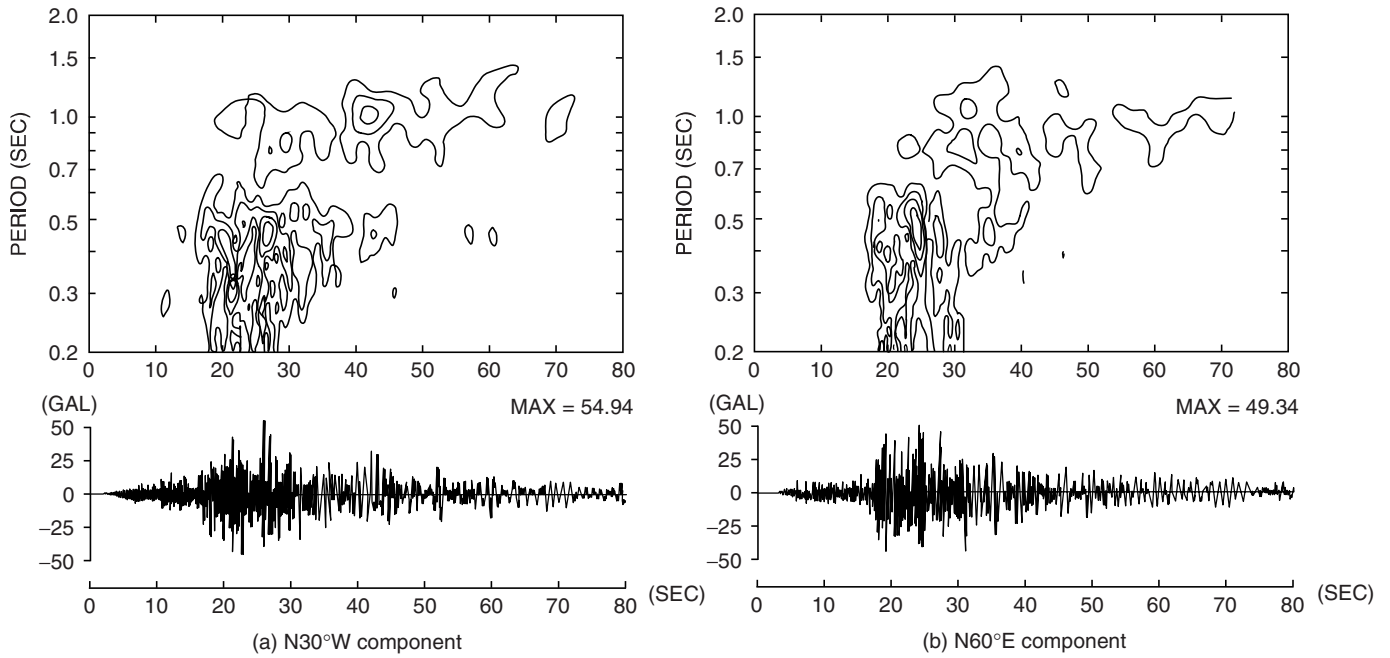 2.0
1.5
1.0
0.7
0.5
0.3
0.2
PERIOD (SEC)
0 10 20 30 40 50 60 70 80
(GAL)
MAX = 54.94
50
25
0
−25
−50
0 10 20 30 40 50 60 70 80 (SEC)
(a) N30°W component
2.0
1.5
1.0
0.7
0.5
0.3
0.2
PERIOD (SEC)
0 10 20 30 40 50 60 70 80
(GAL)
MAX = 49.34
50
25
0
−25
−50
0 10 20 30 40 50 60 70 80 (SEC)
(b) N60°E component